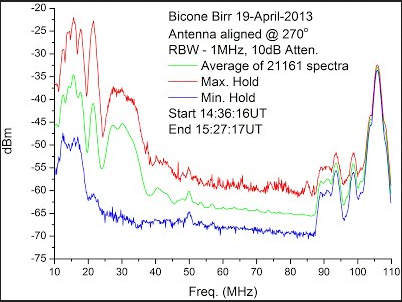 -20
-25
-30
-35
-40
-45
-50
-55
-60
-65
-70
-75
dBm
Bicone Birr 19-April-2013
Antenna aligned @ 270°
RBW - 1MHz, 10dB Atten.
Average of 21161 spectra
Max. Hold
Min. Hold
Start 14:36:16UT
End 15:27:17UT
10 20 30 40 50 60 70 80 90 100 110
Freq. (MHz)